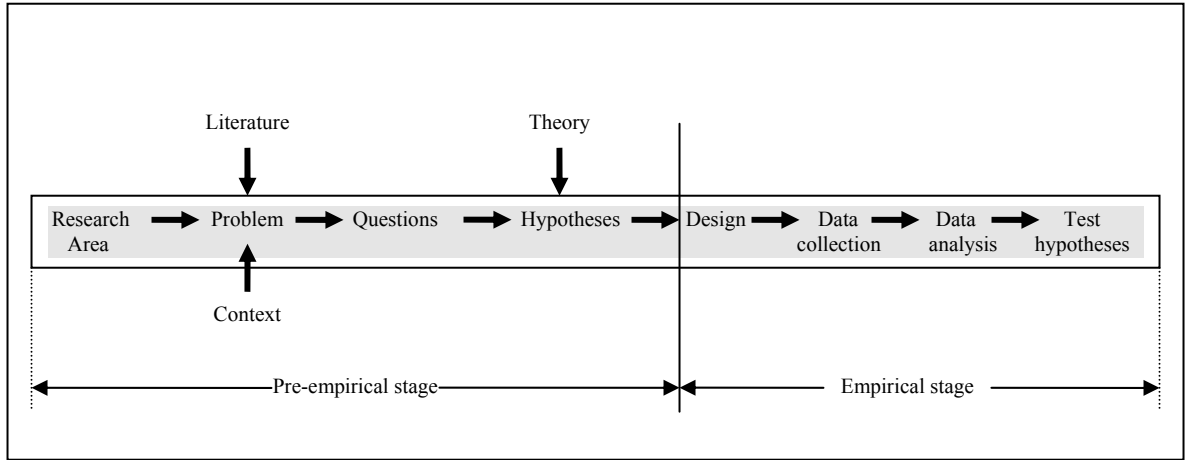 Literature
Theory
Research Area
Problem
Questions
Hypotheses
Design
Data collection
Data analysis
Test hypotheses
Context
Pre-empirical stage
Empirical stage